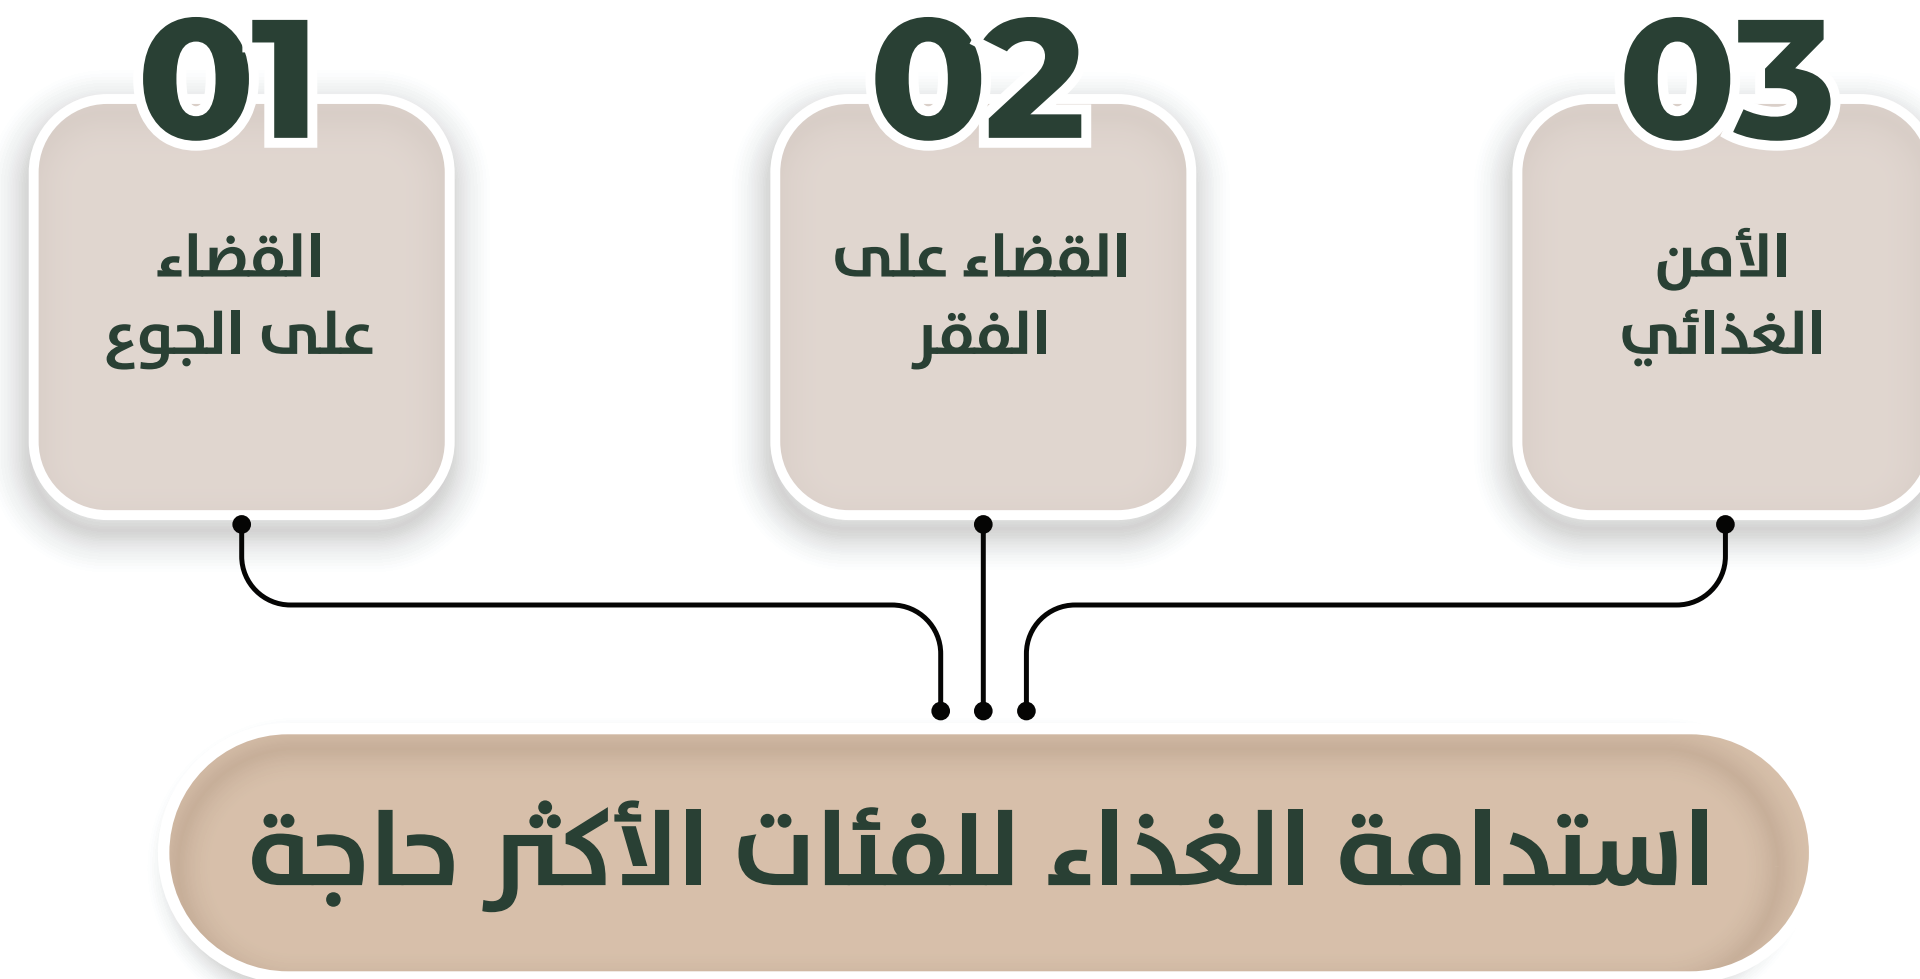 01
القضاء
على الجوع
02
القضاء على
الفقر
03
الأمن
الغذائي
استدامة الغذاء للفئات الأكثر حاجة